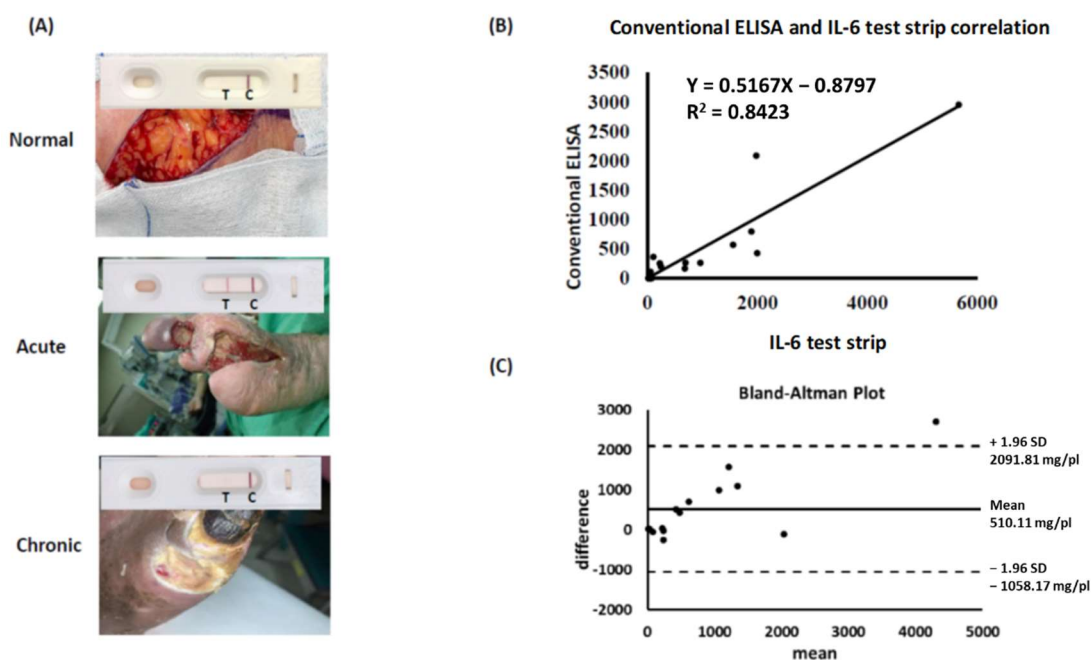 (A)
Normal
T C
Acute
T C
Chronic
T C
(B)
Conventional ELISA and IL-6 test strip correlation
Y = 0.5167X – 0.8797
R² = 0.8423
Conventional ELISA
3500
3000
2500
2000
1500
1000
500
0
0 2000 4000 6000
IL-6 test strip
(C)
Bland-Altman Plot
difference
3000
2000
1000
0
-1000
-2000
0 1000 2000 3000 4000 5000
mean
+ 1.96 SD
2091.81 mg/pl
Mean
510.11 mg/pl
– 1.96 SD
– 1058.17 mg/pl